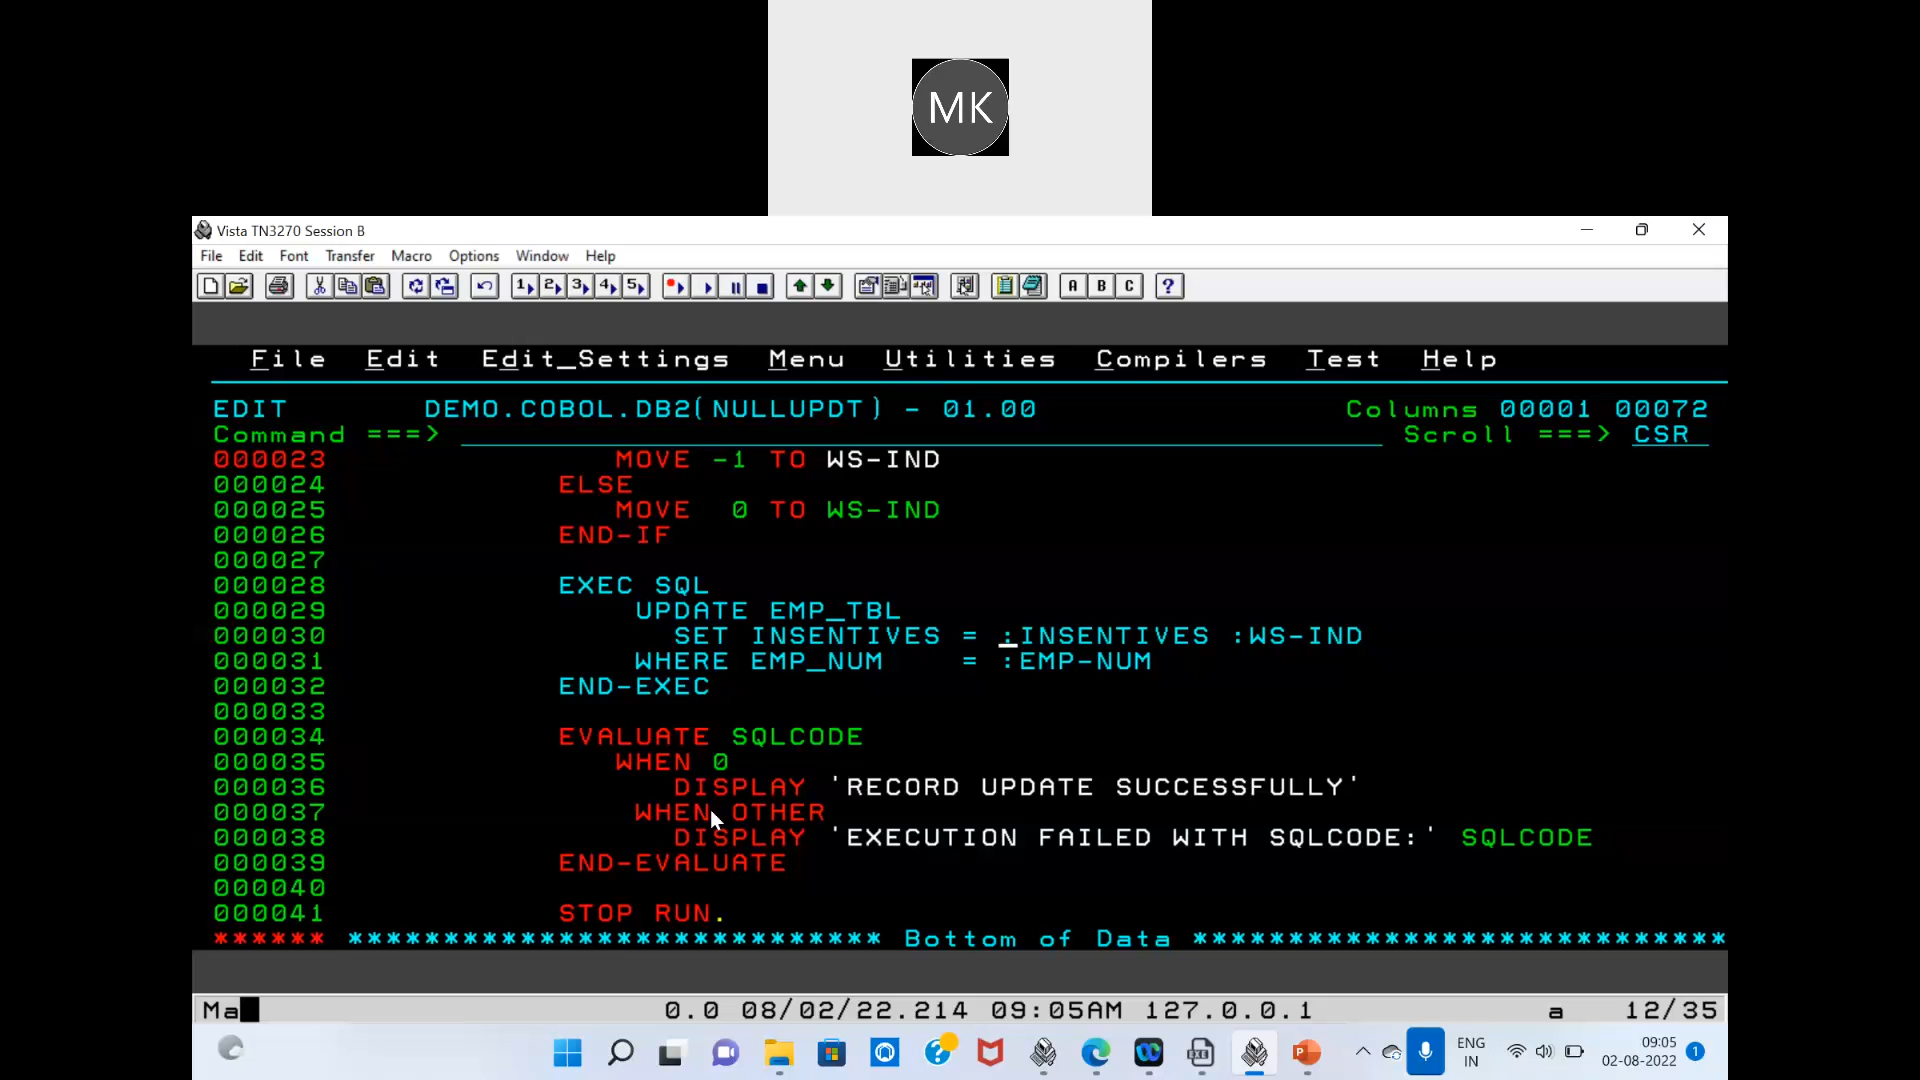 MK
Vista TN3270 Session B
File Edit Font Transfer Macro Options Window Help
1 2 3 4 5 A B C ?
File Edit Edit_Settings Menu Utilities Compilers Test Help
EDIT DEMO.COBOL.DB2(NULLUPDT) - 01.00 Columns 00001 00072
Command ===> Scroll ===> CSR
000023 MOVE -1 TO WS-IND
000024 ELSE
000025 MOVE 0 TO WS-IND
000026 END-IF
000027
000028 EXEC SQL
000029 UPDATE EMP_TBL
000030 SET INSENTIVES = :INSENTIVES :WS-IND
000031 WHERE EMP_NUM = :EMP-NUM
000032 END-EXEC
000033
000034 EVALUATE SQLCODE
000035 WHEN 0
000036 DISPLAY 'RECORD UPDATE SUCCESSFULLY'
000037 WHEN OTHER
000038 DISPLAY 'EXECUTION FAILED WITH SQLCODE:' SQLCODE
000039 END-EVALUATE
000040
000041 STOP RUN.
****** **************************** Bottom of Data ****************************
Ma 0.0 08/02/22.214 09:05AM 127.0.0.1 a 12/35
ENG IN 09:05 02-08-2022 1